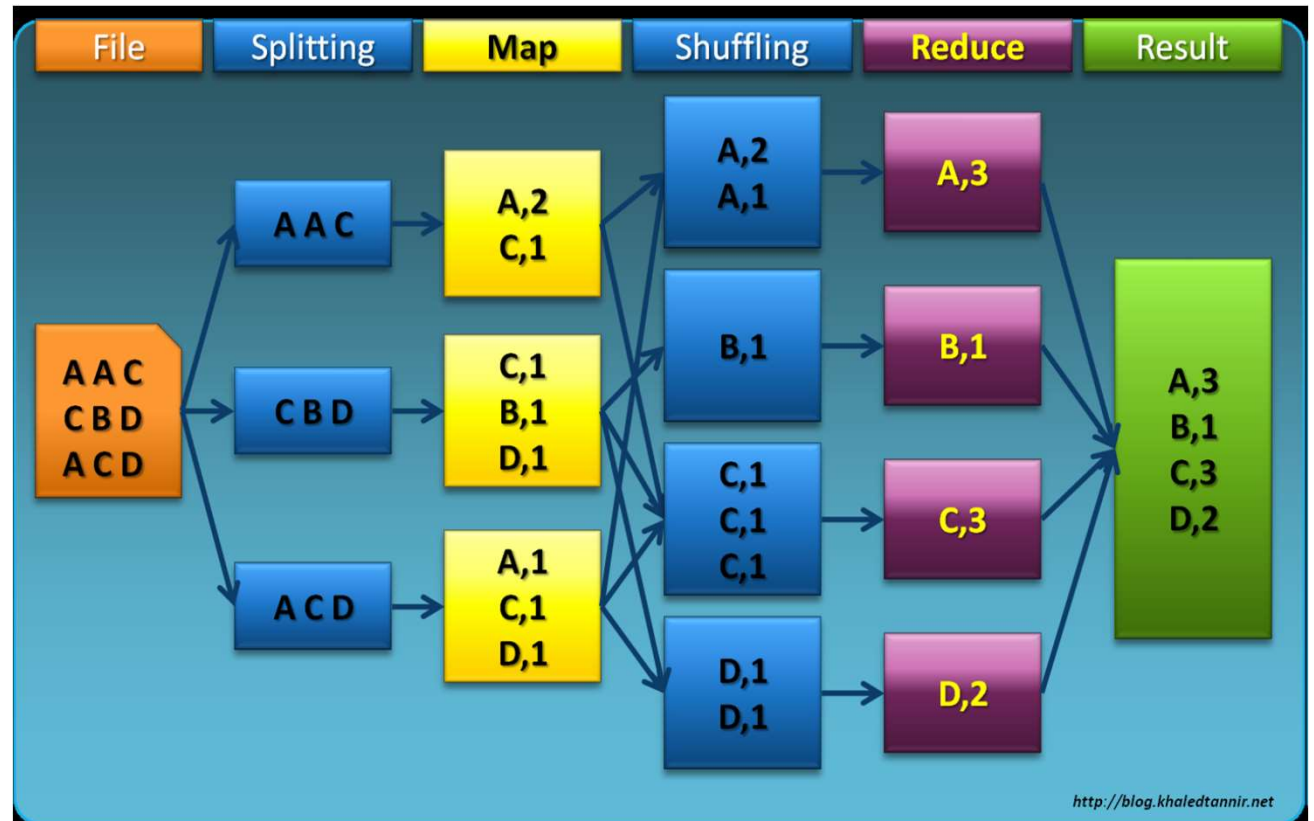 File
Splitting
Map
Shuffling
Reduce
Result
A A C
C B D
A C D
A A C
C B D
A C D
A,2
C,1
C,1
B,1
D,1
A,1
C,1
D,1
A,2
A,1
B,1
C,1
C,1
C,1
D,1
D,1
A,3
B,1
C,3
D,2
A,3
B,1
C,3
D,2
http://blog.khaledtannir.net